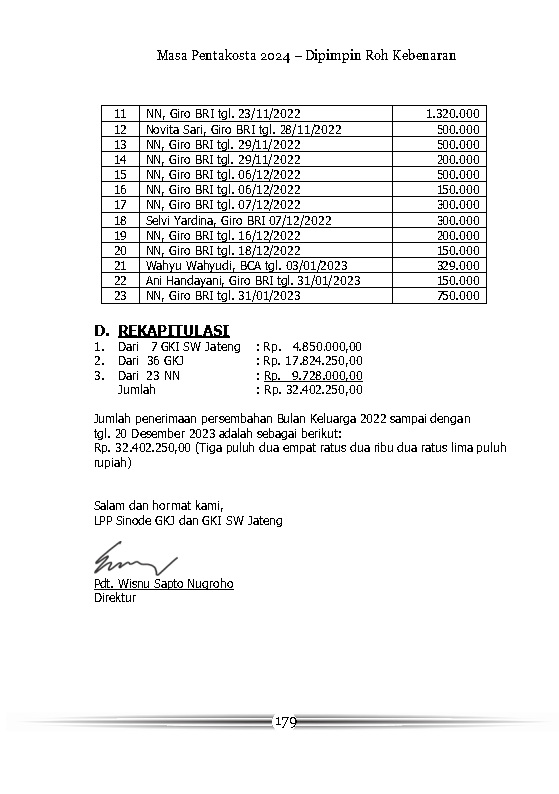 Masa Pentakosta 2024 – Dipimpin Roh Kebenaran
11 NN, Giro BRI tgl. 23/11/2022 1.320.000
12 Novita Sari, Giro BRI tgl. 28/11/2022 500.000
13 NN, Giro BRI tgl. 29/11/2022 500.000
14 NN, Giro BRI tgl. 29/11/2022 200.000
15 NN, Giro BRI tgl. 06/12/2022 500.000
16 NN, Giro BRI tgl. 06/12/2022 150.000
17 NN, Giro BRI tgl. 07/12/2022 300.000
18 Selvi Yardina, Giro BRI 07/12/2022 300.000
19 NN, Giro BRI tgl. 16/12/2022 200.000
20 NN, Giro BRI tgl. 18/12/2022 150.000
21 Wahyu Wahyudi, BCA tgl. 03/01/2023 329.000
22 Ani Handayani, Giro BRI tgl. 31/01/2023 150.000
23 NN, Giro BRI tgl. 31/01/2023 750.000
D. REKAPITULASI
1. Dari 7 GKI SW Jateng : Rp. 4.850.000,00
2. Dari 36 GKJ : Rp. 17.824.250,00
3. Dari 23 NN : Rp. 9.728.000,00
Jumlah : Rp. 32.402.250,00
Jumlah penerimaan persembahan Bulan Keluarga 2022 sampai dengan
tgl. 20 Desember 2023 adalah sebagai berikut:
Rp. 32.402.250,00 (Tiga puluh dua empat ratus dua ribu dua ratus lima puluh
rupiah)
Salam dan hormat kami,
LPP Sinode GKJ dan GKI SW Jateng
Pdt. Wisnu Sapto Nugroho
Direktur
179